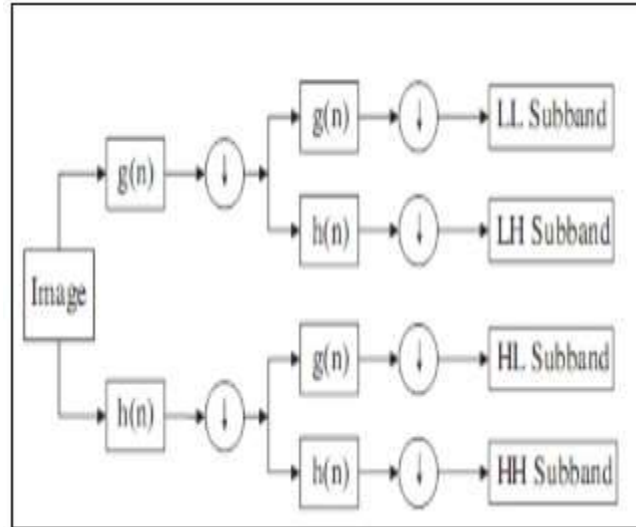 g(n)
↓
LL Subband
g(n)
↓
h(n)
↓
LH Subband
Image
g(n)
↓
HL Subband
h(n)
↓
h(n)
↓
HH Subband